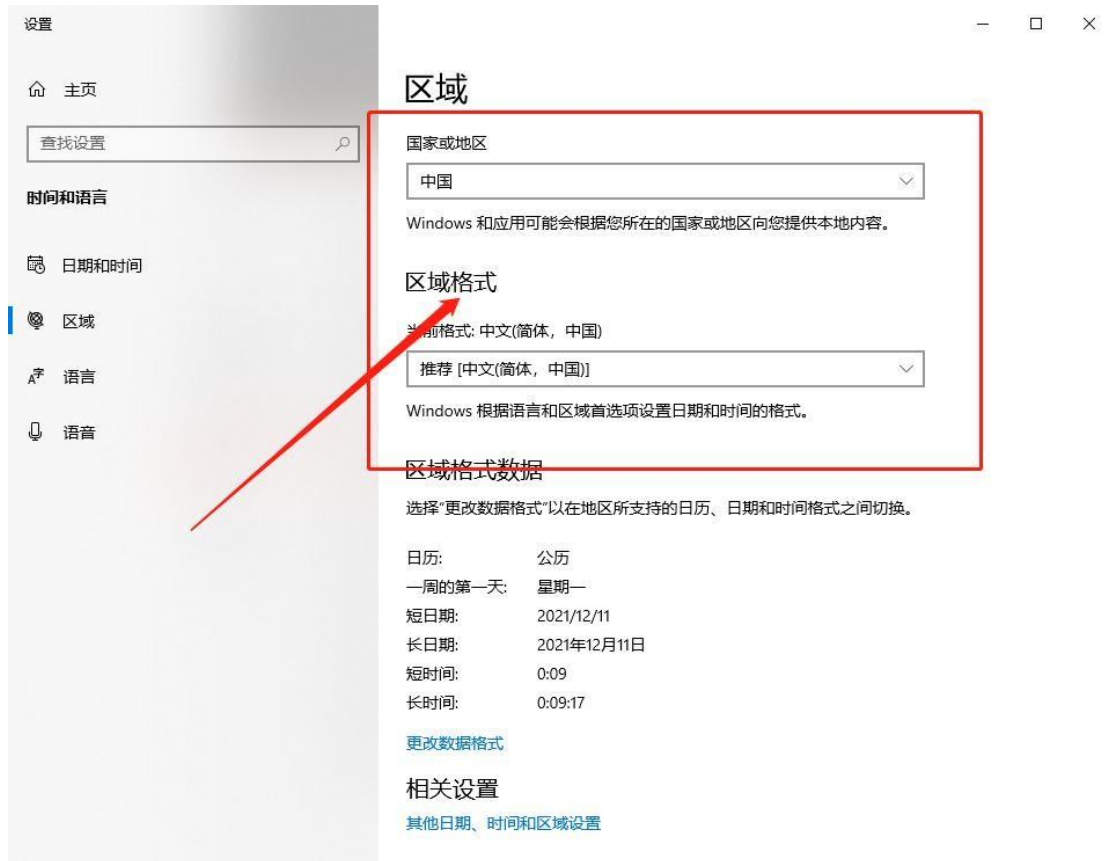 设置
主页
查找设置
时间和语言
日期和时间
区域
语言
语音
区域
国家或地区
中国
Windows 和应用可能会根据您所在的国家或地区向您提供本地内容。
区域格式
当前格式: 中文(简体，中国)
推荐 [中文(简体，中国)]
Windows 根据语言和区域首选项设置日期和时间的格式。
区域格式数据
选择“更改数据格式”以在地区所支持的日历、日期和时间格式之间切换。
日历: 公历
一周的第一天: 星期一
短日期: 2021/12/11
长日期: 2021年12月11日
短时间: 0:09
长时间: 0:09:17
更改数据格式
相关设置
其他日期、时间和区域设置